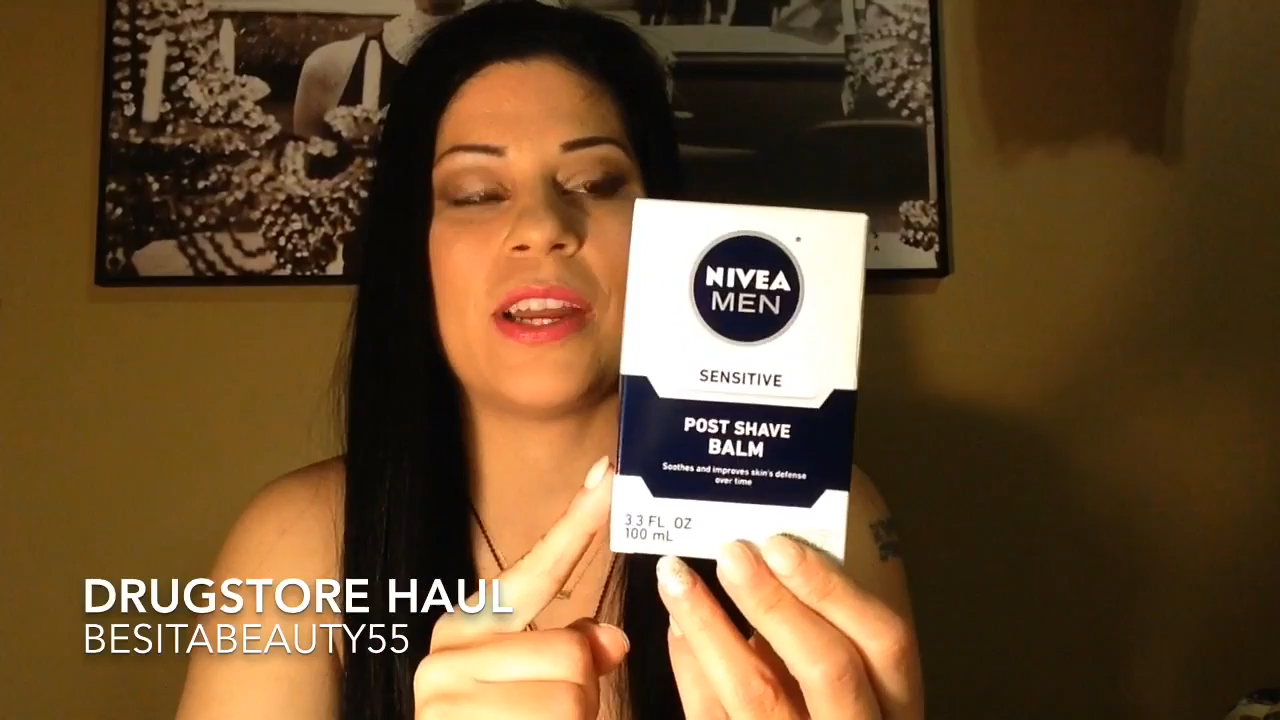 NIVEA
MEN
SENSITIVE
POST SHAVE
BALM
Soothes and improves skin's defense
over time
3.3 FL OZ
100 mL
DRUGSTORE HAUL
BESITABEAUTY55